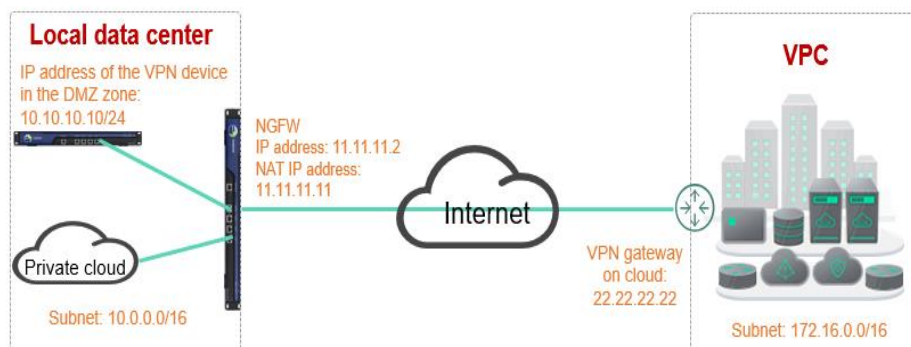 Local data center
IP address of the VPN device
in the DMZ zone:
10.10.10.10/24
NGFW
IP address: 11.11.11.2
NAT IP address:
11.11.11.11
Private cloud
Subnet: 10.0.0.0/16
Internet
VPN gateway
on cloud:
22.22.22.22
VPC
Subnet: 172.16.0.0/16